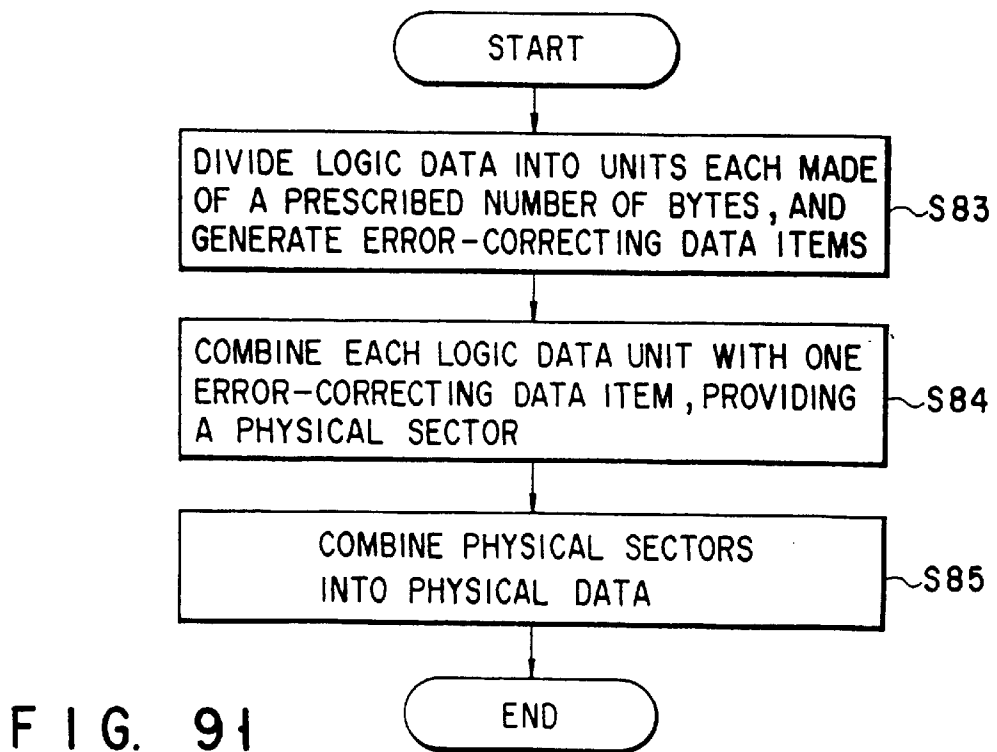 START
DIVIDE LOGIC DATA INTO UNITS EACH MADE
OF A PRESCRIBED NUMBER OF BYTES, AND
GENERATE ERROR-CORRECTING DATA ITEMS
S83
COMBINE EACH LOGIC DATA UNIT WITH ONE
ERROR-CORRECTING DATA ITEM, PROVIDING
A PHYSICAL SECTOR
S84
COMBINE PHYSICAL SECTORS
INTO PHYSICAL DATA
S85
END
FIG. 91